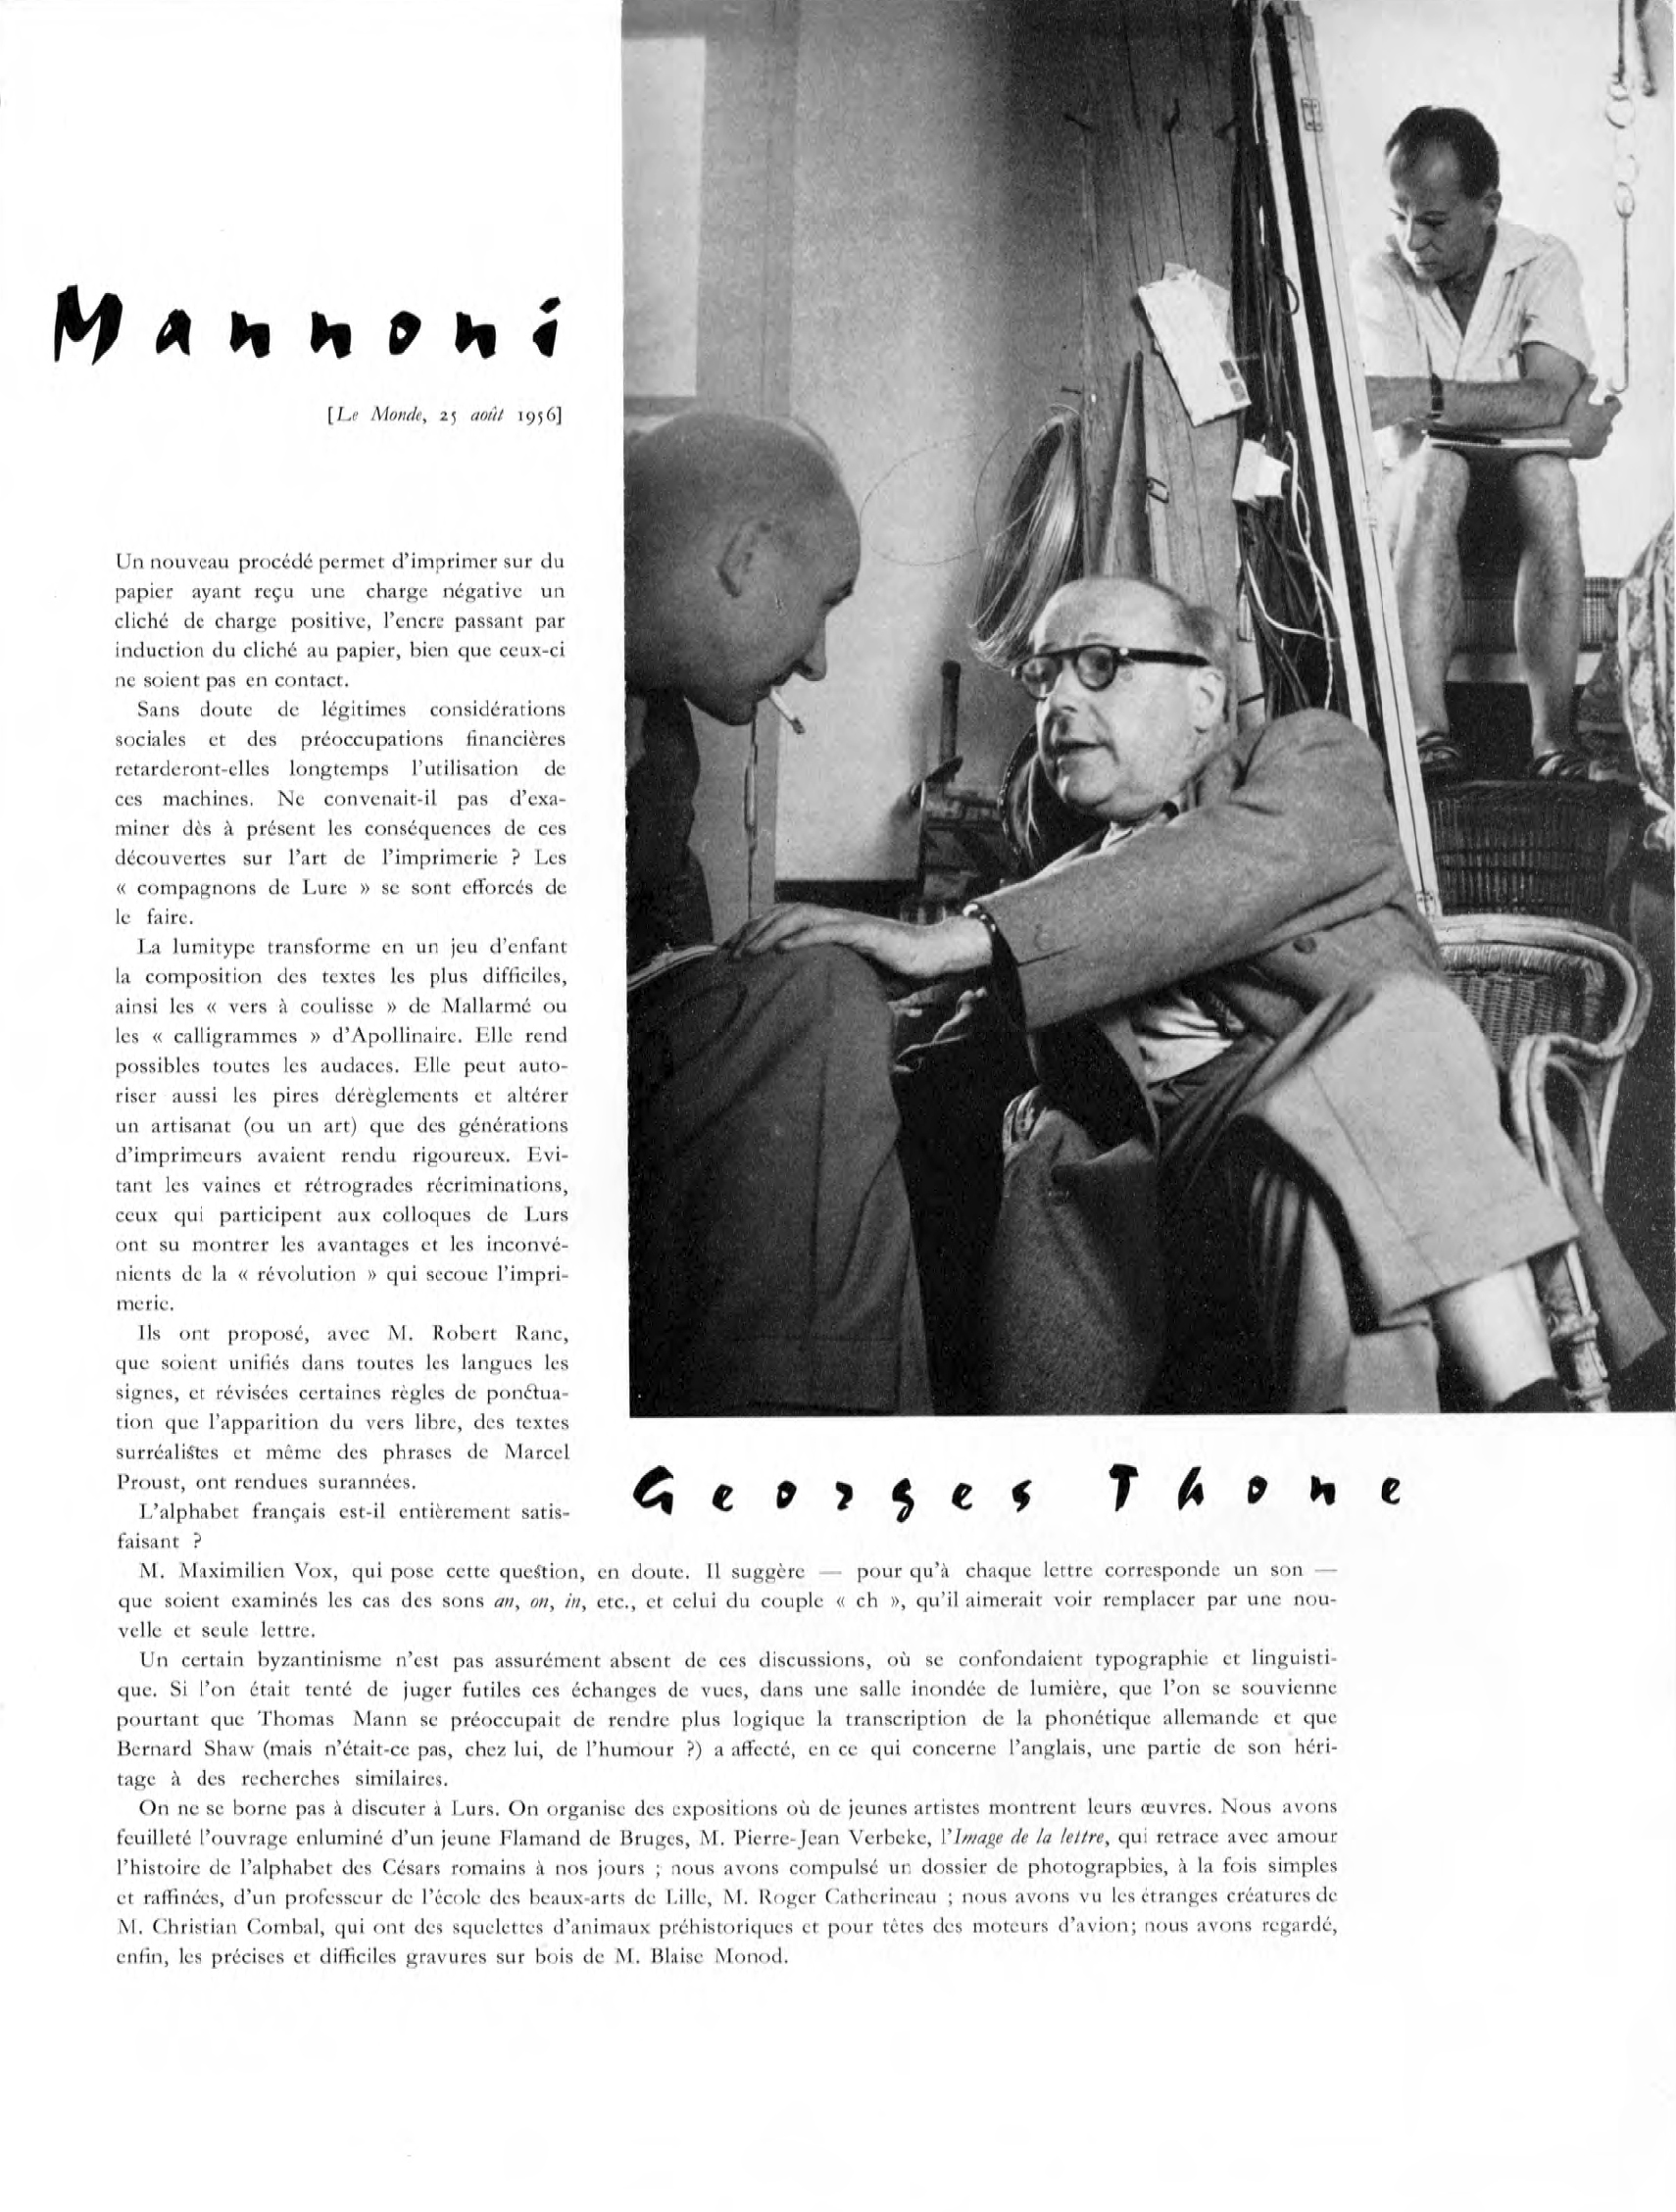 Mannoni
[Le Monde, 25 août 1956]
Un nouveau procédé permet d'imprimer sur du
papier ayant reçu une charge négative un
cliché de charge positive, l'encre passant par
induction du cliché au papier, bien que ceux-ci
ne soient pas en contact.
Sans doute de légitimes considérations
sociales et des préoccupations financières
retarderont-elles longtemps l'utilisation de
ces machines. Ne convenait-il pas d'exa-
miner dès à présent les conséquences de ces
découvertes sur l'art de l'imprimerie ? Les
« compagnons de Lure » se sont efforcés de
le faire.
La lumitype transforme en un jeu d'enfant
la composition des textes les plus difficiles,
ainsi les « vers à coulisse » de Mallarmé ou
les « calligrammes » d'Apollinaire. Elle rend
possibles toutes les audaces. Elle peut auto-
riser aussi les pires dérèglements et altérer
un artisanat (ou un art) que des générations
d'imprimeurs avaient rendu rigoureux. Evi-
tant les vaines et rétrogrades récriminations,
ceux qui participent aux colloques de Lurs
ont su montrer les avantages et les inconvé-
nients de la « révolution » qui secoue l'impri-
merie.
Ils ont proposé, avec M. Robert Ranc,
que soient unifiés dans toutes les langues les
signes, et révisées certaines règles de ponctua-
tion que l'apparition du vers libre, des textes
surréalistes et même des phrases de Marcel
Proust, ont rendues surannées.
L'alphabet français est-il entièrement satis-
faisant ?
Georges Thone
M. Maximilien Vox, qui pose cette question, en doute. Il suggère — pour qu'à chaque lettre corresponde un son —
que soient examinés les cas des sons an, on, in, etc., et celui du couple « ch », qu'il aimerait voir remplacer par une nou-
velle et seule lettre.
Un certain byzantinisme n'est pas assurément absent de ces discussions, où se confondaient typographie et linguisti-
que. Si l'on était tenté de juger futiles ces échanges de vues, dans une salle inondée de lumière, que l'on se souvienne
pourtant que Thomas Mann se préoccupait de rendre plus logique la transcription de la phonétique allemande et que
Bernard Shaw (mais n'était-ce pas, chez lui, de l'humour ?) a affecté, en ce qui concerne l'anglais, une partie de son héri-
tage à des recherches similaires.
On ne se borne pas à discuter à Lurs. On organise des expositions où de jeunes artistes montrent leurs œuvres. Nous avons
feuilleté l'ouvrage enluminé d'un jeune Flamand de Bruges, M. Pierre-Jean Verbeke, l'Image de la lettre, qui retrace avec amour
l'histoire de l'alphabet des Césars romains à nos jours ; nous avons compulsé un dossier de photographies, à la fois simples
et raffinées, d'un professeur de l'école des beaux-arts de Lille, M. Roger Catherineau ; nous avons vu les étranges créatures de
M. Christian Combal, qui ont des squelettes d'animaux préhistoriques et pour têtes des moteurs d'avion; nous avons regardé,
enfin, les précises et difficiles gravures sur bois de M. Blaise Monod.